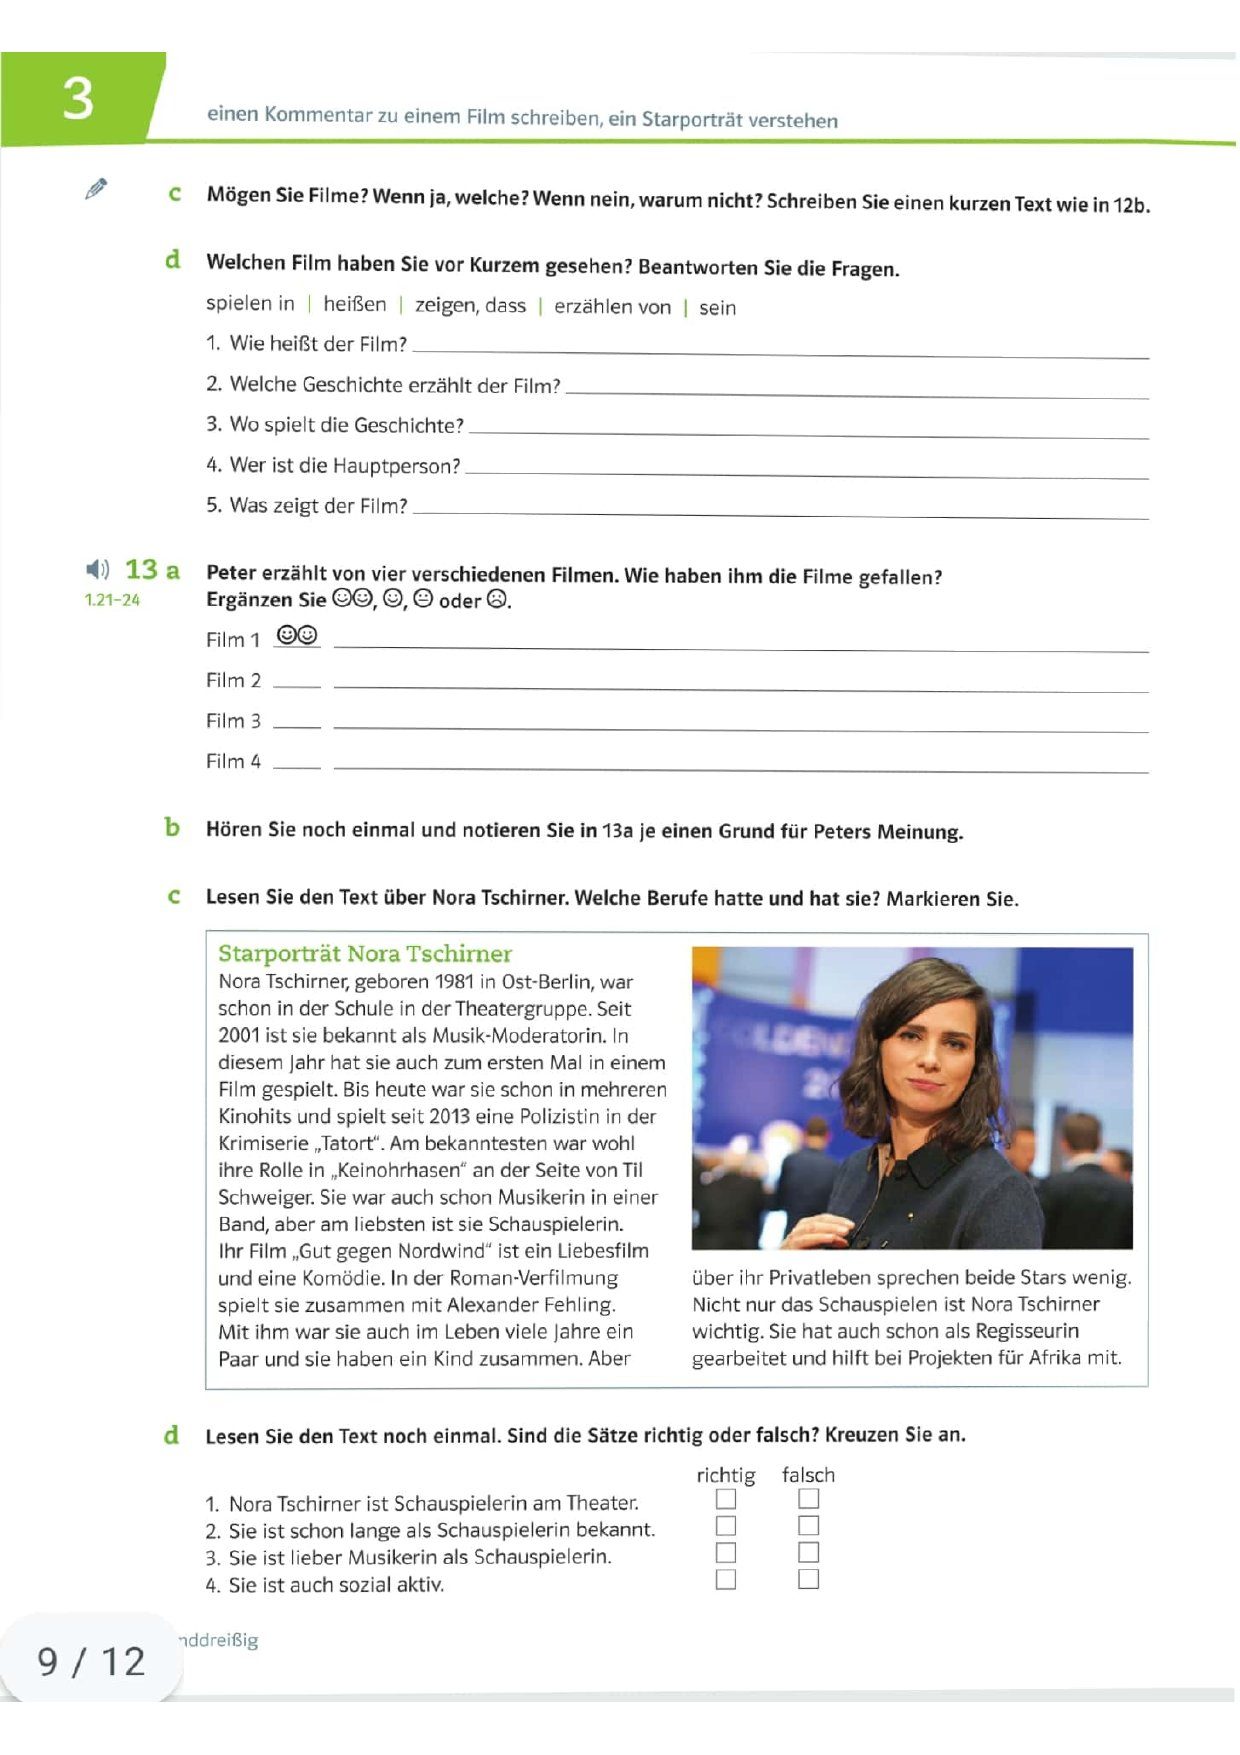 3
einen Kommentar zu einem Film schreiben, ein Starporträt verstehen
c Mögen Sie Filme? Wenn ja, welche? Wenn nein, warum nicht? Schreiben Sie einen kurzen Text wie in 12b.
d Welchen Film haben Sie vor Kurzem gesehen? Beantworten Sie die Fragen.
spielen in | heißen | zeigen, dass | erzählen von | sein
1. Wie heißt der Film?
2. Welche Geschichte erzählt der Film?
3. Wo spielt die Geschichte?
4. Wer ist die Hauptperson?
5. Was zeigt der Film?
13 a Peter erzählt von vier verschiedenen Filmen. Wie haben ihm die Filme gefallen?
1.21–24 Ergänzen Sie ☺☺, ☺, 😐 oder ☹.
Film 1 ☺☺
Film 2
Film 3
Film 4
b Hören Sie noch einmal und notieren Sie in 13a je einen Grund für Peters Meinung.
c Lesen Sie den Text über Nora Tschirner. Welche Berufe hatte und hat sie? Markieren Sie.
Starporträt Nora Tschirner
Nora Tschirner, geboren 1981 in Ost-Berlin, war
schon in der Schule in der Theatergruppe. Seit
2001 ist sie bekannt als Musik-Moderatorin. In
diesem Jahr hat sie auch zum ersten Mal in einem
Film gespielt. Bis heute war sie schon in mehreren
Kinohits und spielt seit 2013 eine Polizistin in der
Krimiserie „Tatort“. Am bekanntesten war wohl
ihre Rolle in „Keinohrhasen“ an der Seite von Til
Schweiger. Sie war auch schon Musikerin in einer
Band, aber am liebsten ist sie Schauspielerin.
Ihr Film „Gut gegen Nordwind“ ist ein Liebesfilm
und eine Komödie. In der Roman-Verfilmung
spielt sie zusammen mit Alexander Fehling.
Mit ihm war sie auch im Leben viele Jahre ein
Paar und sie haben ein Kind zusammen. Aber
über ihr Privatleben sprechen beide Stars wenig.
Nicht nur das Schauspielen ist Nora Tschirner
wichtig. Sie hat auch schon als Regisseurin
gearbeitet und hilft bei Projekten für Afrika mit.
d Lesen Sie den Text noch einmal. Sind die Sätze richtig oder falsch? Kreuzen Sie an.
richtig falsch
1. Nora Tschirner ist Schauspielerin am Theater.
2. Sie ist schon lange als Schauspielerin bekannt.
3. Sie ist lieber Musikerin als Schauspielerin.
4. Sie ist auch sozial aktiv.
nddreißig
9 / 12